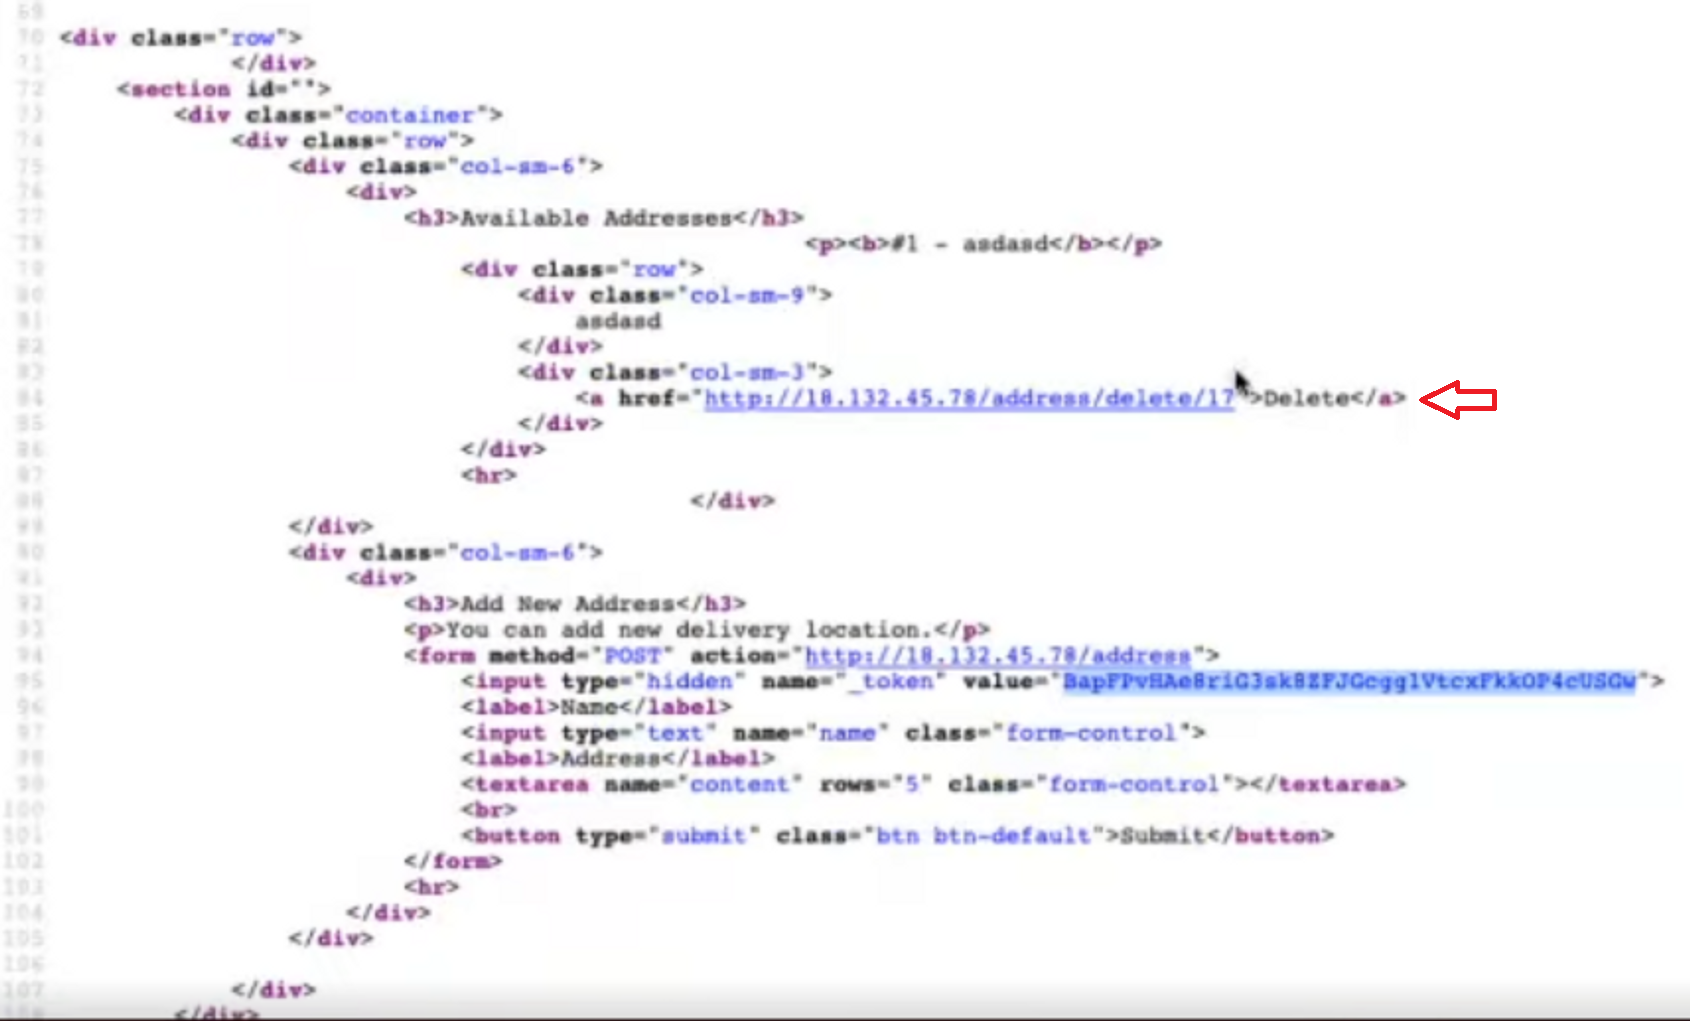 69
70 <div class="row">
71 </div>
72 <section id="">
73 <div class="container">
74 <div class="row">
75 <div class="col-sm-6">
76 <div>
77 <h3>Available Addresses</h3>
78 <p><b>#1 - asdasd</b></p>
79 <div class="row">
80 <div class="col-sm-9">
81 asdasd
82 </div>
83 <div class="col-sm-3">
84 <a href="http://18.132.45.78/address/delete/17">Delete</a>
85 </div>
86 </div>
87 <hr>
88 </div>
89 </div>
90 <div class="col-sm-6">
91 <div>
92 <h3>Add New Address</h3>
93 <p>You can add new delivery location.</p>
94 <form method="POST" action="http://18.132.45.78/address">
95 <input type="hidden" name="_token" value="">
96 <label>Name</label>
97 <input type="text" name="name" class="form-control">
98 <label>Address</label>
99 <textarea name="content" rows="5" class="form-control"></textarea>
100 <br>
101 <button type="submit" class="btn btn-default">Submit</button>
102 </form>
103 <hr>
104 </div>
105 </div>
106
107 </div>
108 </div>